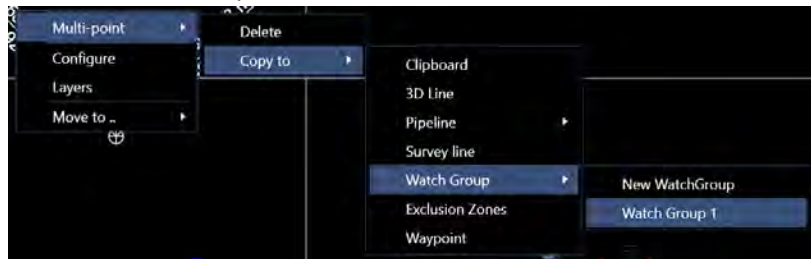 Multi-point
Configure
Layers
Move to ..
Delete
Copy to
Clipboard
3D Line
Pipeline
Survey line
Watch Group
Exclusion Zones
Waypoint
New WatchGroup
Watch Group 1